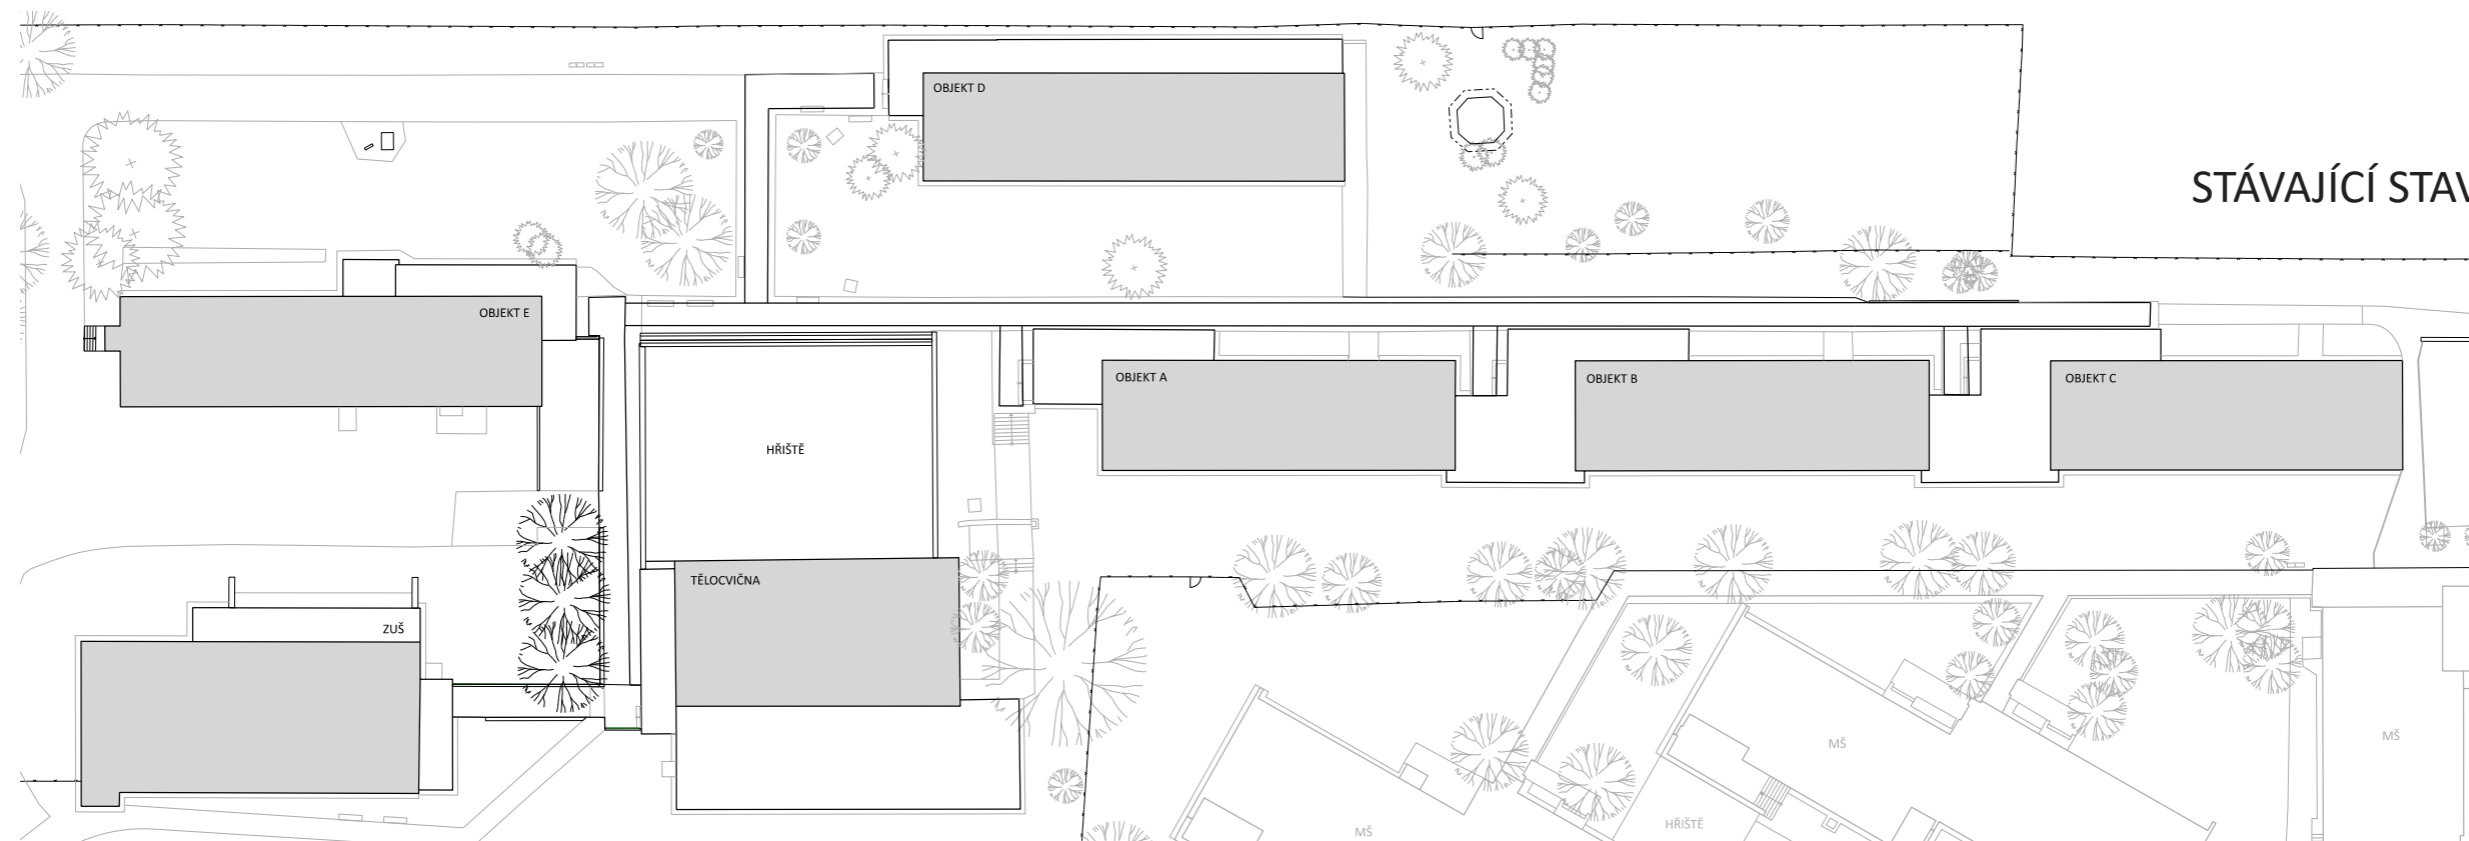 OBJEKT D
STÁVAJÍCÍ STAV
OBJEKT E
OBJEKT A
OBJEKT B
OBJEKT C
HŘIŠTĚ
TĚLOCVIČNA
ZUŠ
MŠ
MŠ
HŘIŠTĚ
MŠ